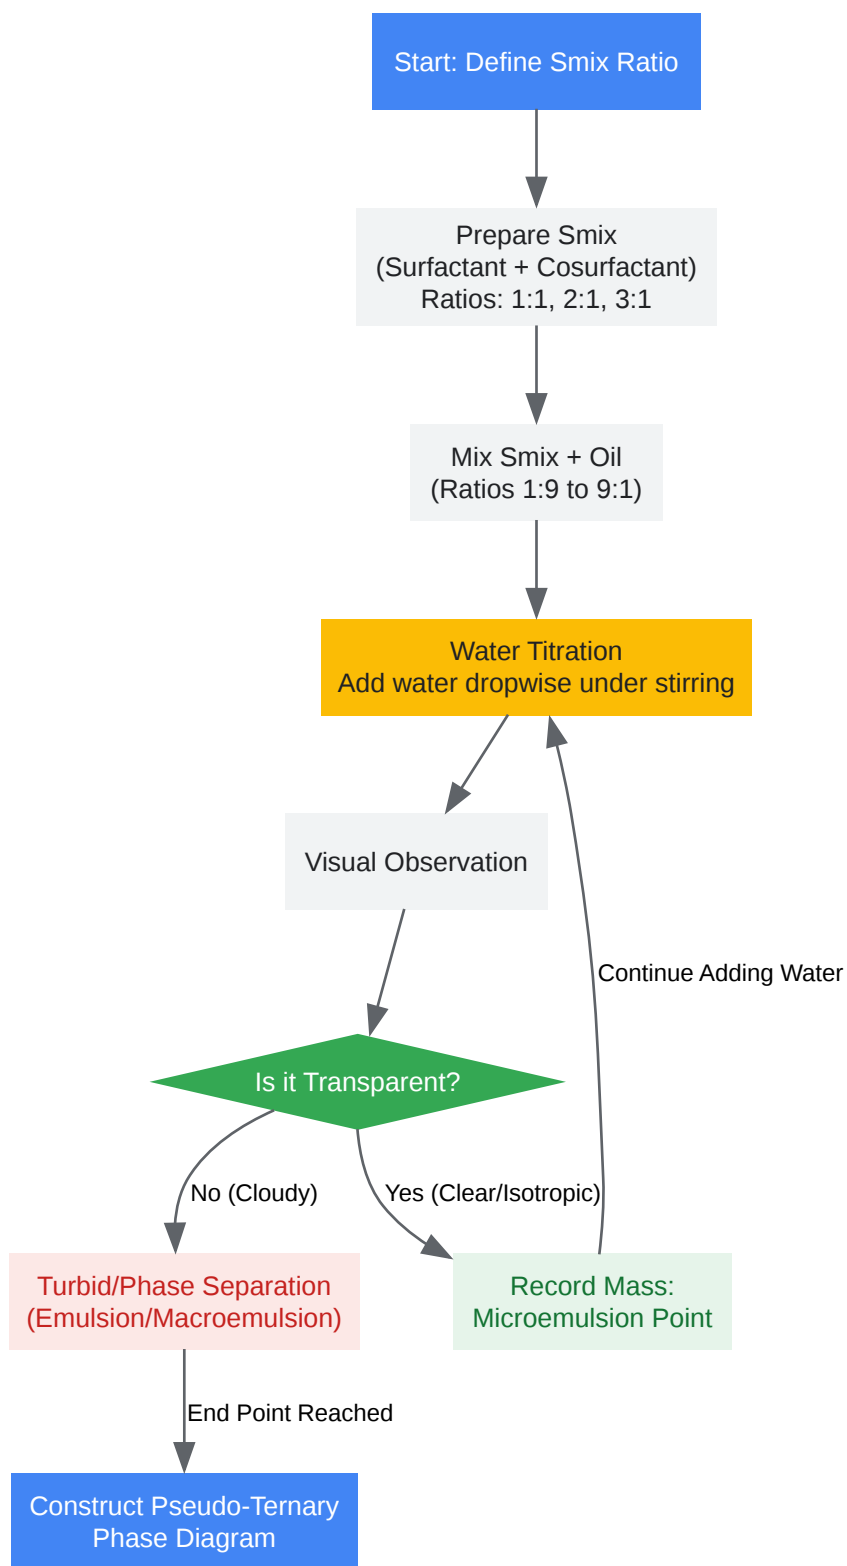 Start: Define Smix Ratio
Prepare Smix
(Surfactant + Cosurfactant)
Ratios: 1:1, 2:1, 3:1
Mix Smix + Oil
(Ratios 1:9 to 9:1)
Water Titration
Add water dropwise under stirring
Visual Observation
Continue Adding Water
Is it Transparent?
No (Cloudy)
Yes (Clear/Isotropic)
Turbid/Phase Separation
(Emulsion/Macroemulsion)
Record Mass:
Microemulsion Point
End Point Reached
Construct Pseudo-Ternary
Phase Diagram